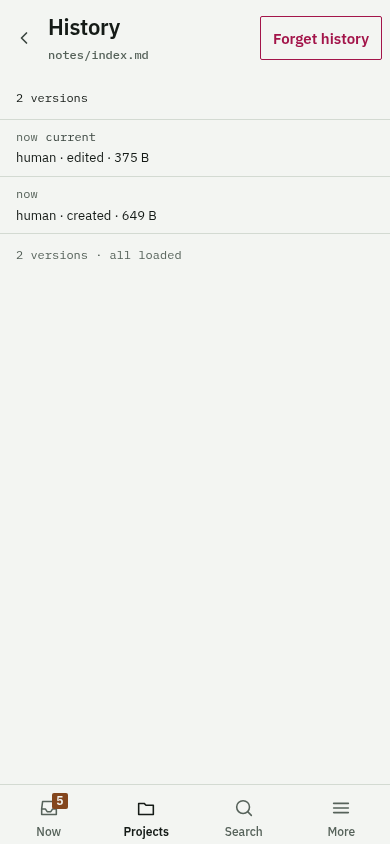 History
notes/index.md
Forget history
2 versions
now current
human · edited · 375 B
now
human · created · 649 B
2 versions · all loaded
5
Now
Projects
Search
More